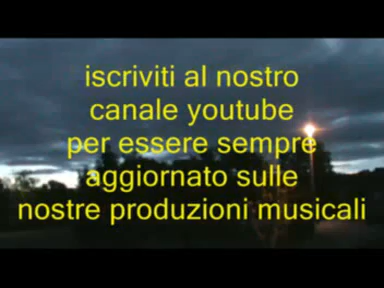 iscriviti al nostro
canale youtube
per essere sempre
aggiornato sulle
nostre produzioni musicali